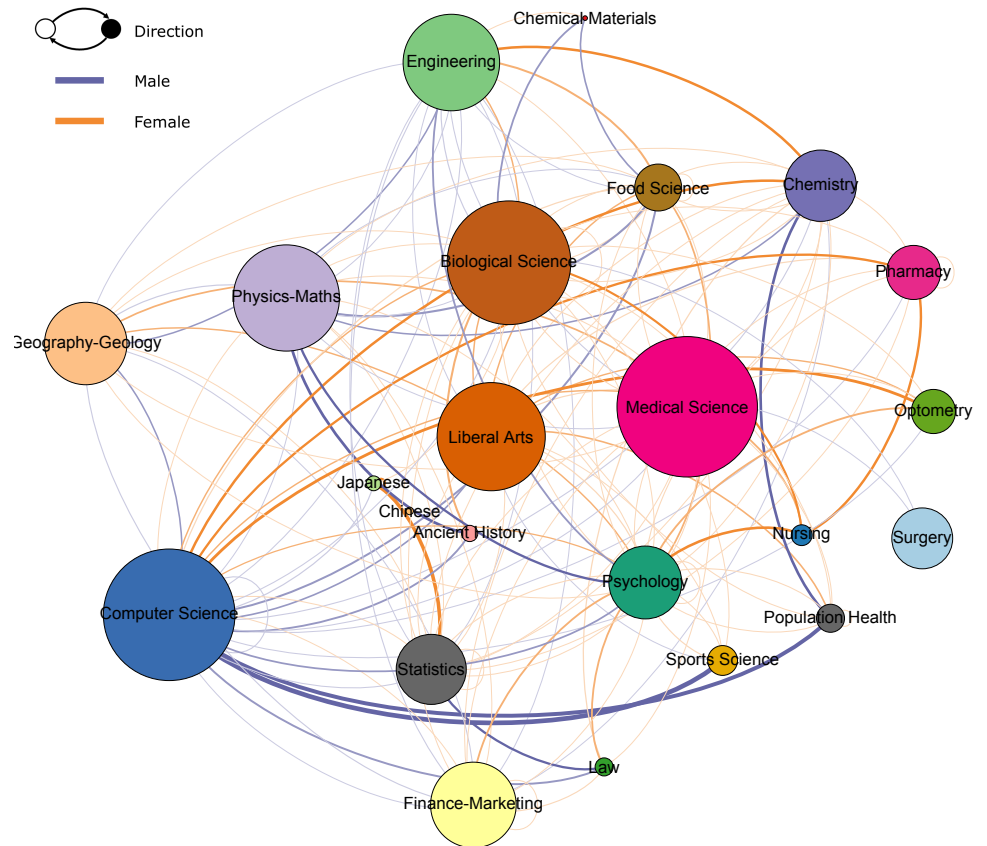 Chemical-Materials
Direction
Engineering
Male
Female
Food Science
Chemistry
Biological Science
Pharmacy
Physics-Maths
Geography-Geology
Medical Science
Optometry
Liberal Arts
Japanese
Chinese
Ancient History
Nursing
Surgery
Psychology
Computer Science
Population Health
Sports Science
Statistics
Law
Finance-Marketing